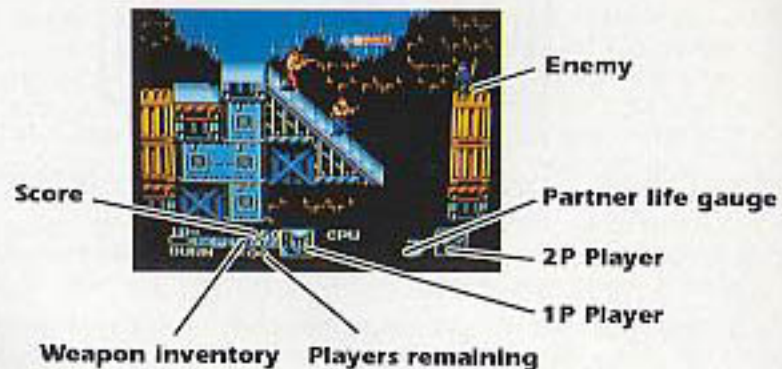 Enemy
Score
Partner life gauge
CPU
2P Player
1P Player
Weapon inventory
Players remaining